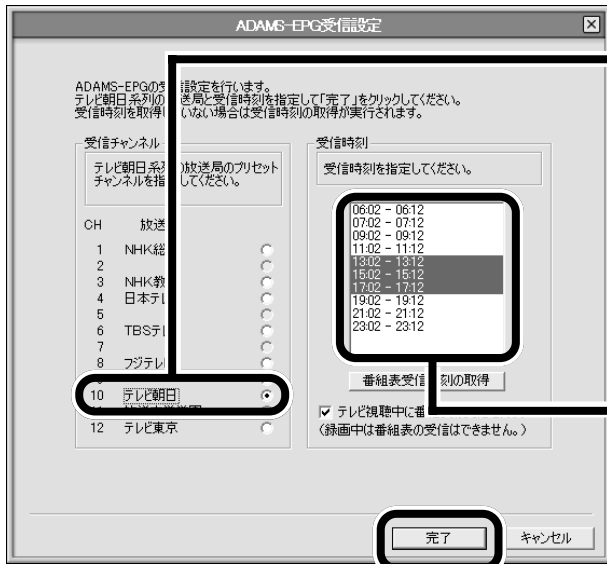 ADAMS-EPG受信設定
ADAMS-EPGの受信設定を行います。
テレビ朝日系列の放送局と受信時刻を指定して「完了」をクリックしてください。
受信時刻を取得していない場合は受信時刻の取得が実行されます。
受信チャンネル
テレビ朝日系列の放送局のプリセット
チャンネルを指定してください。
CH 放送
1 NHK総
2
3 NHK教
4 日本テレ
5
6 TBSテレ
7
8 フジテレ
10 テレビ朝日
12 テレビ東京
受信時刻
受信時刻を指定してください。
06:02 - 06:12
07:02 - 07:12
09:02 - 09:12
11:02 - 11:12
13:02 - 13:12
15:02 - 15:12
17:02 - 17:12
19:02 - 19:12
21:02 - 21:12
23:02 - 23:12
番組表受信時刻の取得
テレビ視聴中に番
(録画中は番組表の受信はできません。)
完了
キャンセル